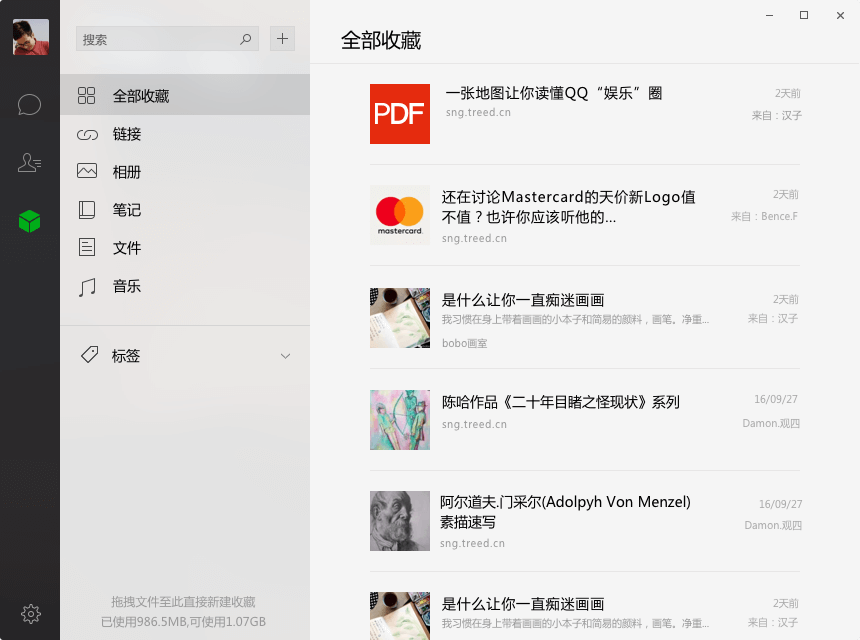 搜索
全部收藏
链接
相册
笔记
文件
音乐
标签
拖拽文件至此直接新建收藏
已使用986.5MB,可使用1.07GB
全部收藏
PDF
一张地图让你读懂QQ“娱乐”圈
sng.treed.cn
2天前
来自：汉子
mastercard.
还在讨论Mastercard的天价新Logo值
不值？也许你应该听他的...
sng.treed.cn
2天前
来自：Bence.F
是什么让你一直痴迷画画
我习惯在身上带着画画的小本子和简易的颜料，画笔。净重...
bobo画室
2天前
来自：汉子
陈哈作品《二十年目睹之怪现状》系列
sng.treed.cn
16/09/27
Damon.观四
阿尔道夫.门采尔(Adolpyh Von Menzel)
素描速写
sng.treed.cn
16/09/27
Damon.观四
是什么让你一直痴迷画画
我习惯在身上带着画画的小本子和简易的颜料，画笔。净重...
2天前
来自：汉子